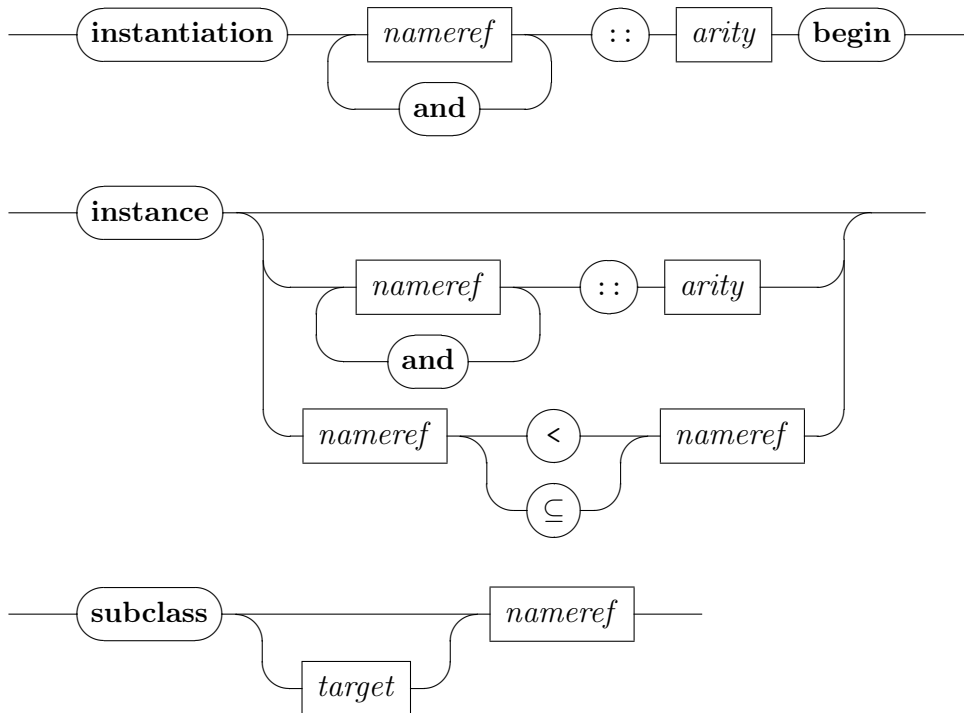 instantiation nameref :: arity begin
and
instance
nameref :: arity
and
nameref < nameref
⊆
subclass nameref
target